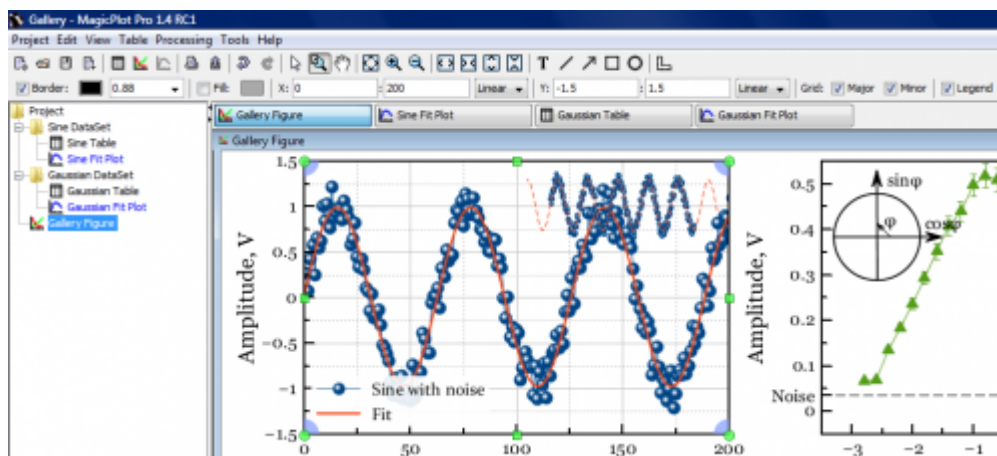 Gallery - MagicPlot Pro 1.4 RC1
Project Edit View Table Processing Tools Help
T
Border: 0.88 Fill: X: 0 : 200 Linear Y: -1.5 : 1.5 Linear Grid: Major Minor Legend
Project
Sine DataSet
Sine Table
Sine Fit Plot
Gaussian DataSet
Gaussian Table
Gaussian Fit Plot
Gallery Figure
Gallery Figure Sine Fit Plot Gaussian Table Gaussian Fit Plot
Gallery Figure
Amplitude, V
1.5
1
0.5
0
−0.5
−1
−1.5
0 50 100 150 200
Sine with noise
Fit
Amplitude, V
0.5
0.4
0.3
0.2
0.1
Noise
0
−3 −2 −1
sinφ
φ
cosφ